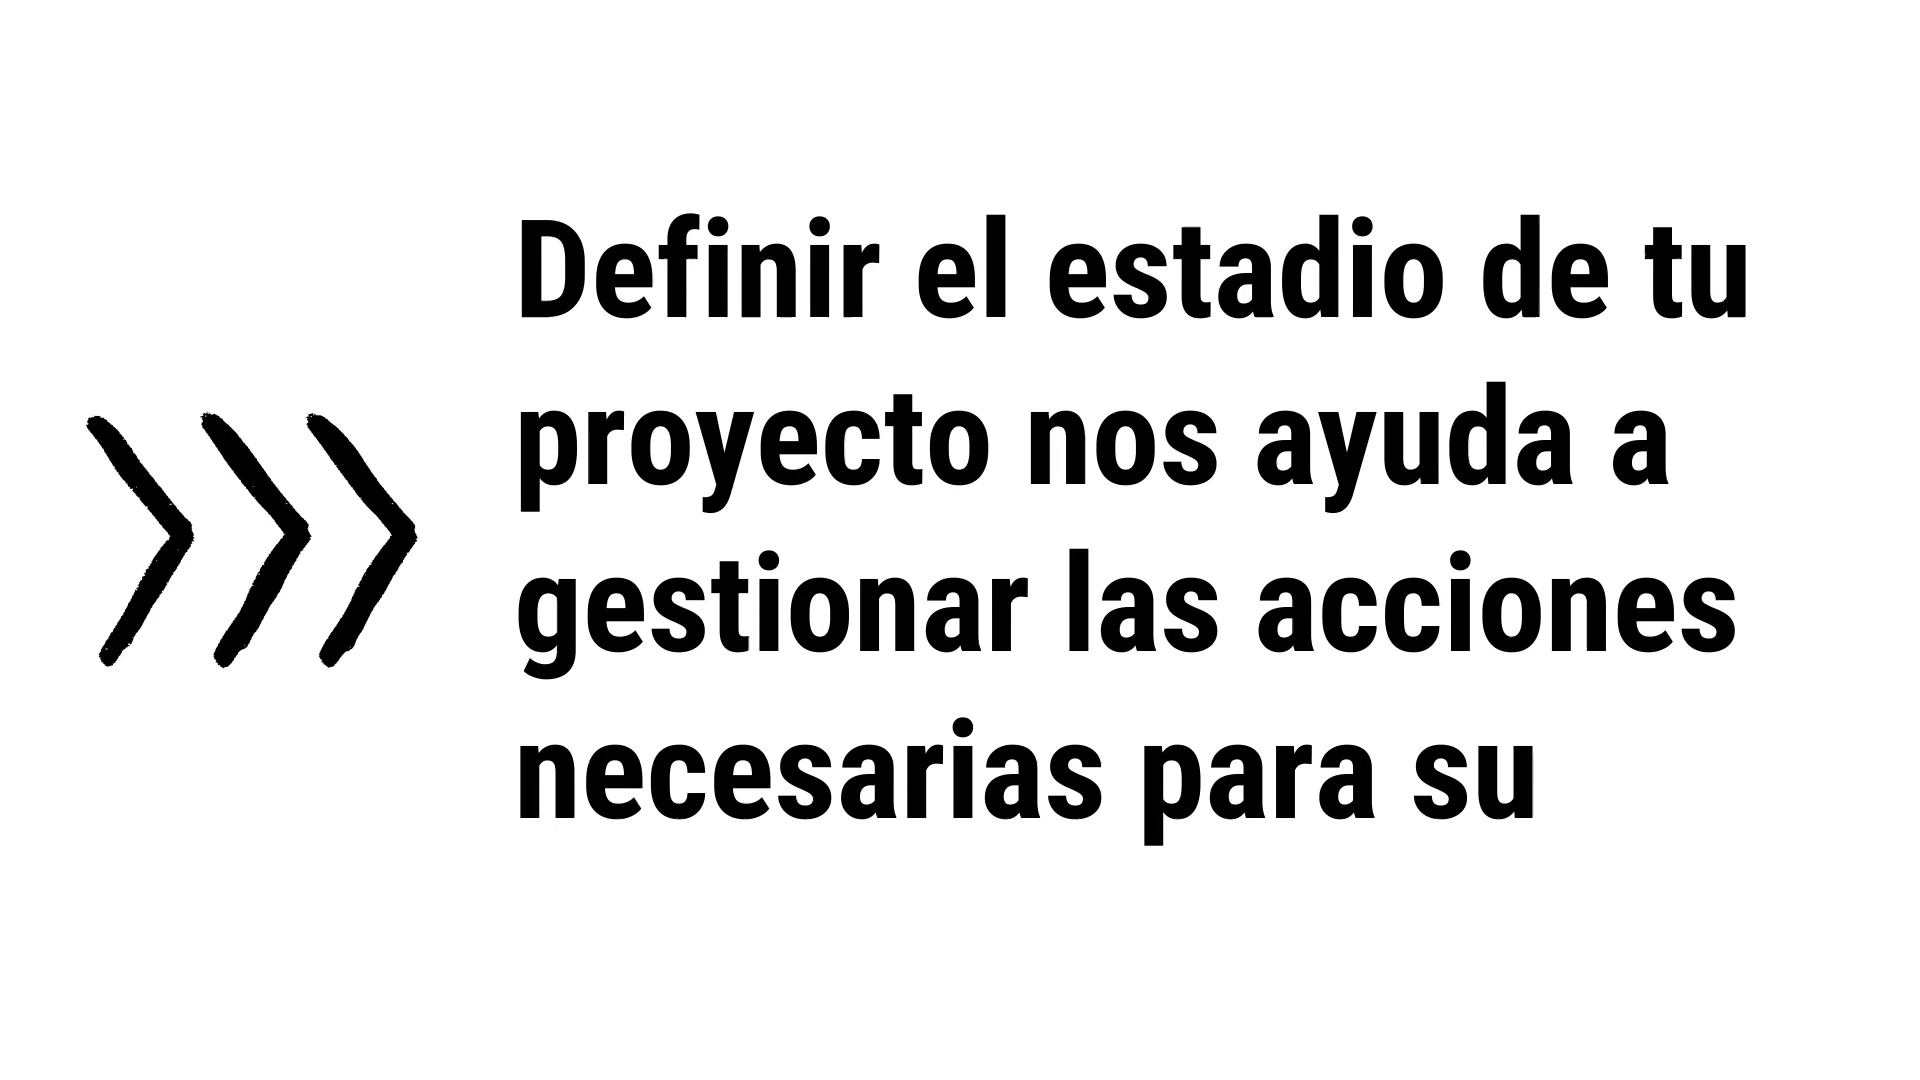 Definir el estadio de tu
proyecto nos ayuda a
gestionar las acciones
necesarias para su